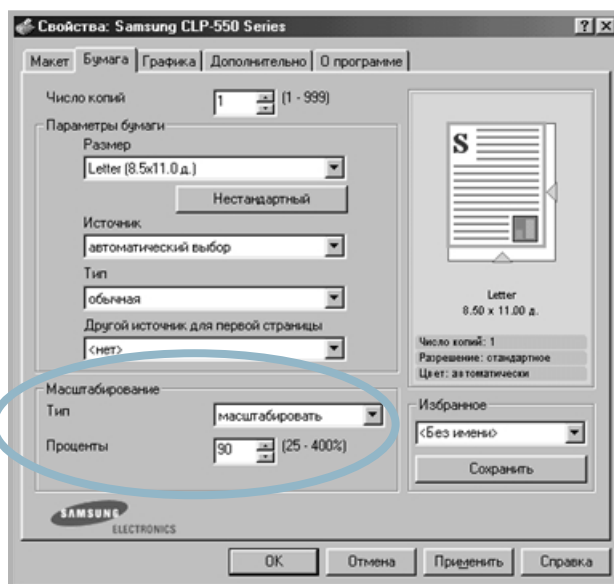 Свойства: Samsung CLP-550 Series
Макет Бумага Графика Дополнительно О программе
Число копий 1 (1 - 999)
Параметры бумаги
Размер
Letter (8.5x11.0 д.)
Нестандартный
Источник
автоматический выбор
Тип
обычная
Другой источник для первой страницы
<нет>
Масштабирование
Тип масштабировать
Проценты 90 (25 - 400%)
S
Letter
8.50 x 11.00 д.
Число копий: 1
Разрешение: стандартное
Цвет: автоматически
Избранное
<Без имени>
Сохранить
SAMSUNG
ELECTRONICS
OK Отмена Применить Справка